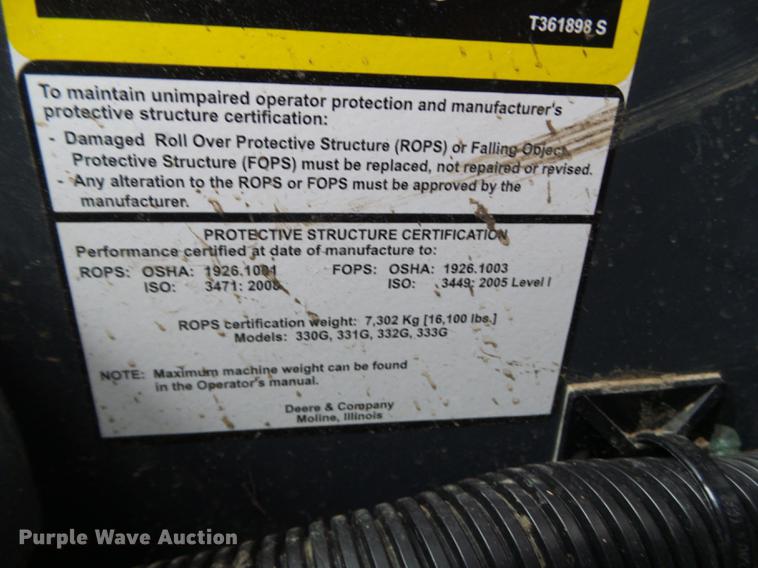 T361898 S
To maintain unimpaired operator protection and manufacturer's
protective structure certification:
- Damaged Roll Over Protective Structure (ROPS) or Falling Object
Protective Structure (FOPS) must be replaced, not repaired or revised.
- Any alteration to the ROPS or FOPS must be approved by the
manufacturer.
PROTECTIVE STRUCTURE CERTIFICATION
Performance certified at date of manufacture to:
ROPS: OSHA: 1926.1001 FOPS: OSHA: 1926.1003
ISO: 3471: 2008 ISO: 3449: 2005 Level I
ROPS certification weight: 7,302 Kg [16,100 lbs.]
Models: 330G, 331G, 332G, 333G
NOTE: Maximum machine weight can be found
in the Operator's manual.
Deere & Company
Moline, Illinois
Purple Wave Auction